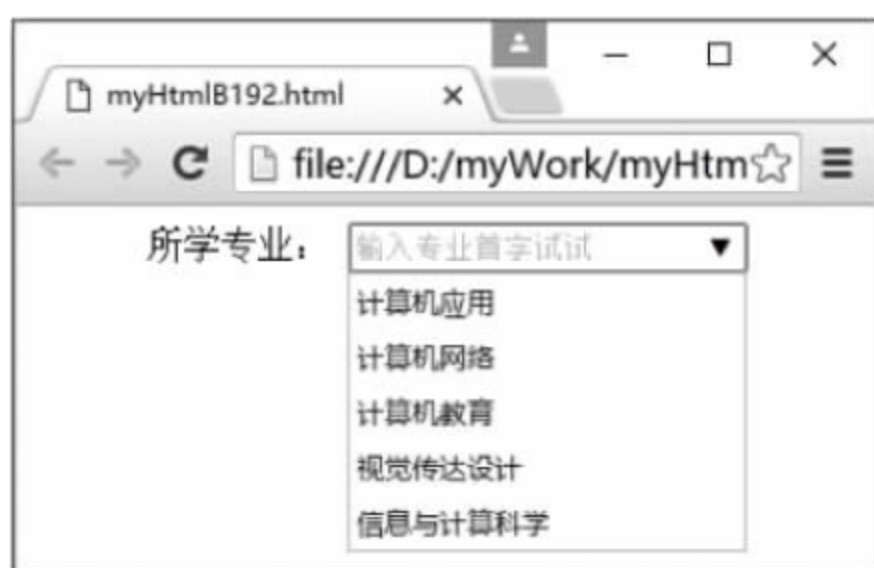 myHtmlB192.html
file:///D:/myWork/myHtm
所学专业： 输入专业首字试试
计算机应用
计算机网络
计算机教育
视觉传达设计
信息与计算科学